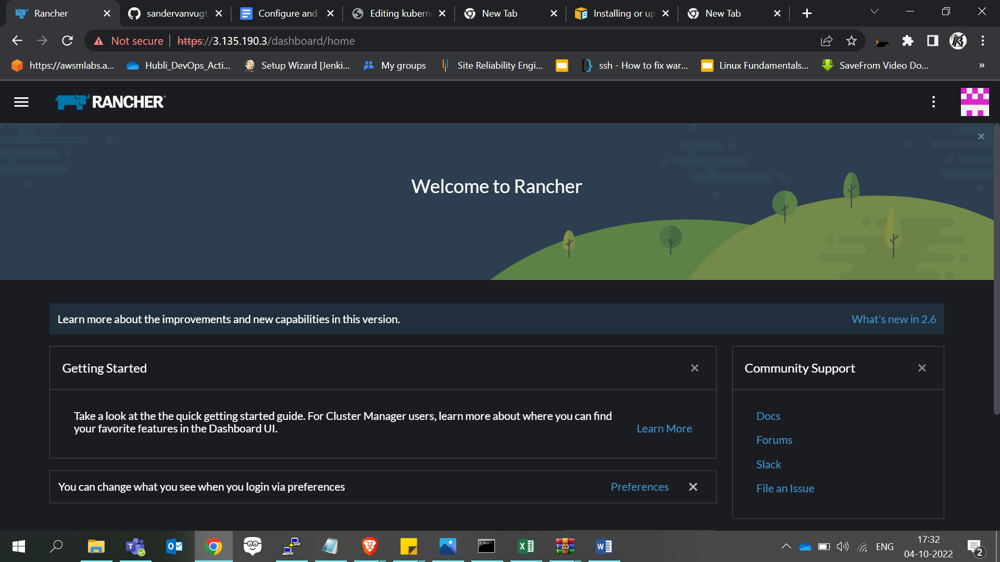 Rancher
sandervanvugt
Configure and
Editing kubern
New Tab
Installing or up
New Tab
Not secure
https://3.135.190.3/dashboard/home
https://awsmlabs.a...
Hubli_DevOps_Acti...
Setup Wizard [Jenki...
My groups
Site Reliability Engi...
ssh - How to fix war...
Linux Fundamentals...
SaveFrom Video Do...
»
RANCHER
Welcome to Rancher
Learn more about the improvements and new capabilities in this version.
What's new in 2.6
Getting Started
Take a look at the the quick getting started guide. For Cluster Manager users, learn more about where you can find
your favorite features in the Dashboard UI.
Learn More
You can change what you see when you login via preferences
Preferences
Community Support
Docs
Forums
Slack
File an Issue
ENG
17:32
04-10-2022
2